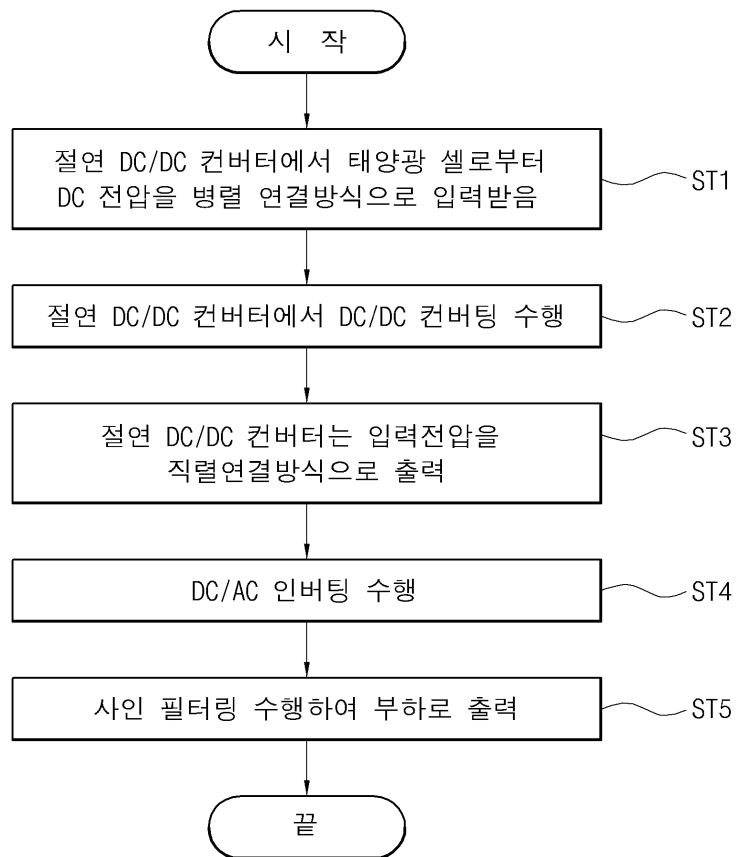 시 작
절연 DC/DC 컨버터에서 태양광 셀로부터
DC 전압을 병렬 연결방식으로 입력받음
ST1
절연 DC/DC 컨버터에서 DC/DC 컨버팅 수행
ST2
절연 DC/DC 컨버터는 입력전압을
직렬연결방식으로 출력
ST3
DC/AC 인버팅 수행
ST4
사인 필터링 수행하여 부하로 출력
ST5
끝